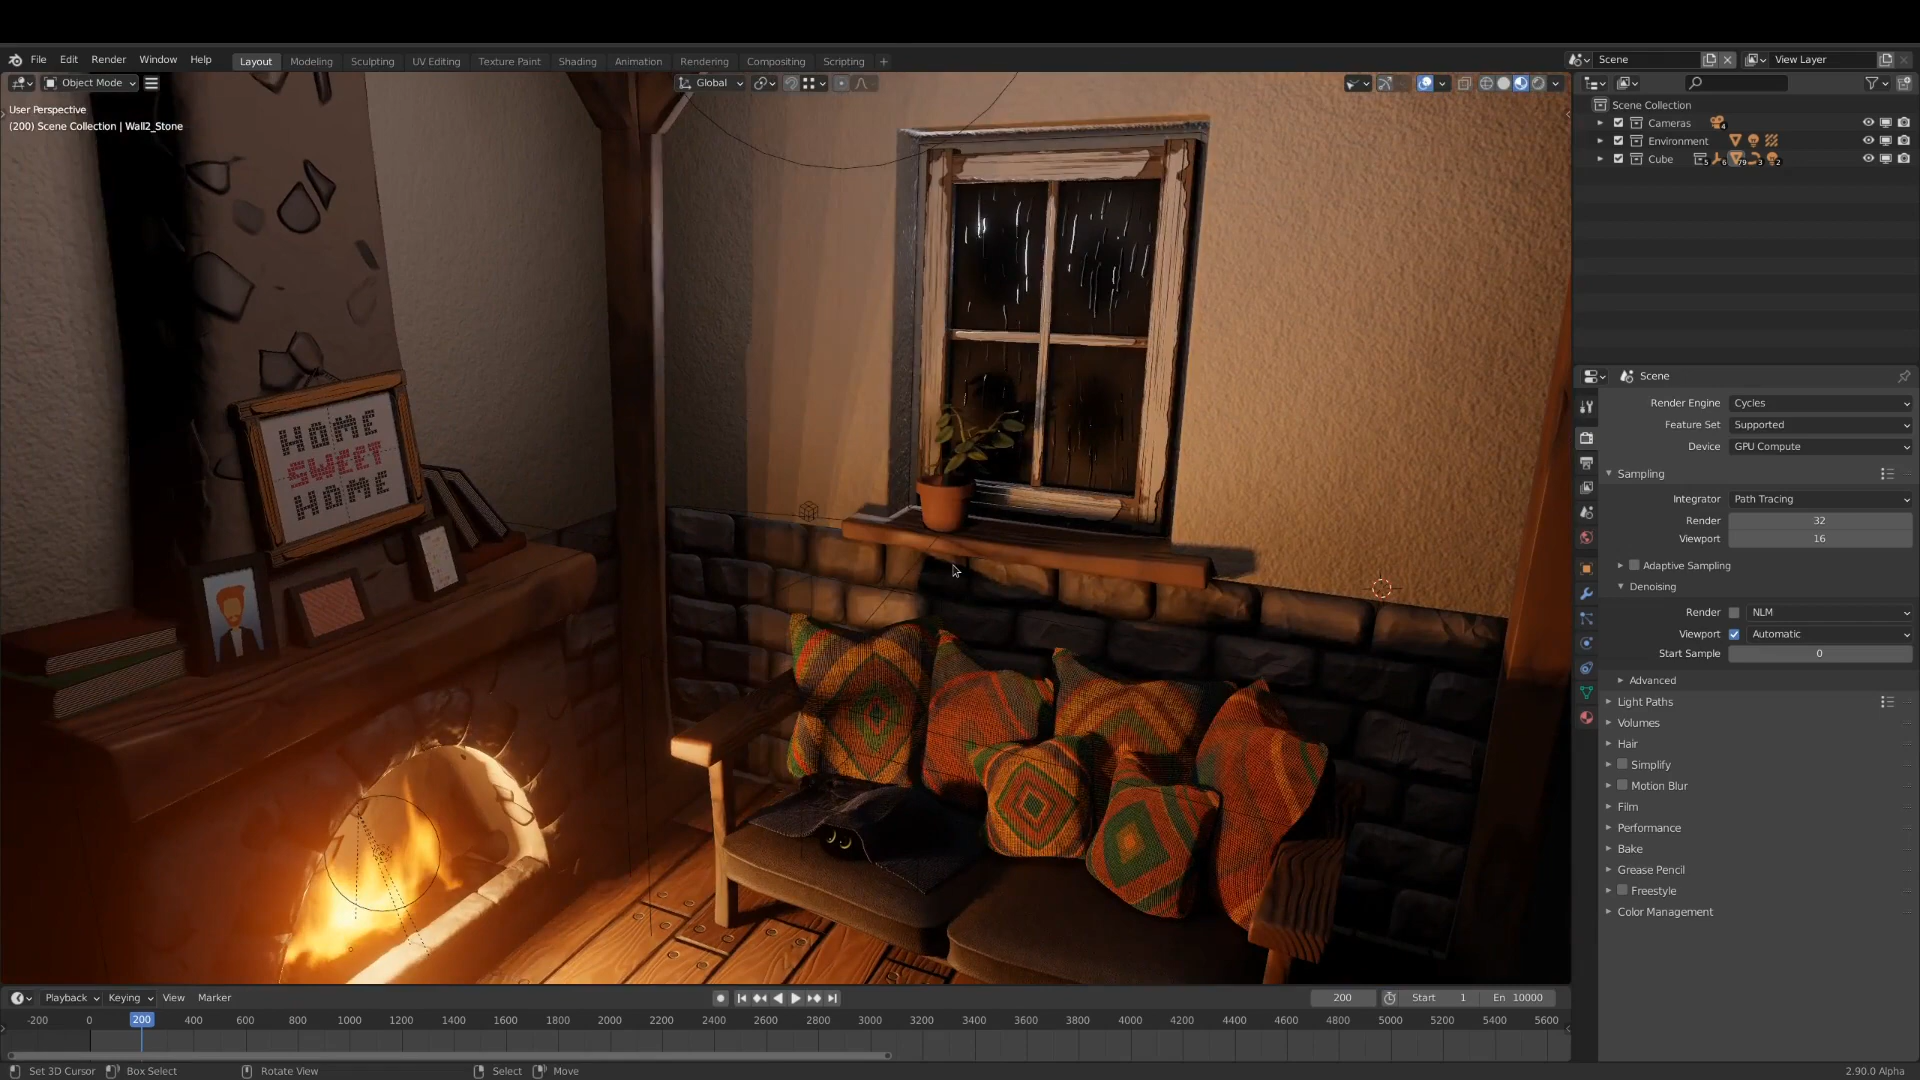 File Edit Render Window Help Layout Modeling Sculpting UV Editing Texture Paint Shading Animation Rendering Compositing Scripting + Scene View Layer
Object Mode Global
User Perspective
(200) Scene Collection | Wall2_Stone
HOME
SWEET
HOME
Scene Collection
Cameras 4
Environment
Cube 5 6 79 3 2
Scene
Render Engine Cycles
Feature Set Supported
Device GPU Compute
Sampling
Integrator Path Tracing
Render 32
Viewport 16
Adaptive Sampling
Denoising
Render NLM
Viewport Automatic
Start Sample 0
Advanced
Light Paths
Volumes
Hair
Simplify
Motion Blur
Film
Performance
Bake
Grease Pencil
Freestyle
Color Management
Playback Keying View Marker 200 Start 1 En 10000
-200 0 200 400 600 800 1000 1200 1400 1600 1800 2000 2200 2400 2600 2800 3000 3200 3400 3600 3800 4000 4200 4400 4600 4800 5000 5200 5400 5600
Set 3D Cursor Box Select Rotate View Select Move 2.90.0 Alpha